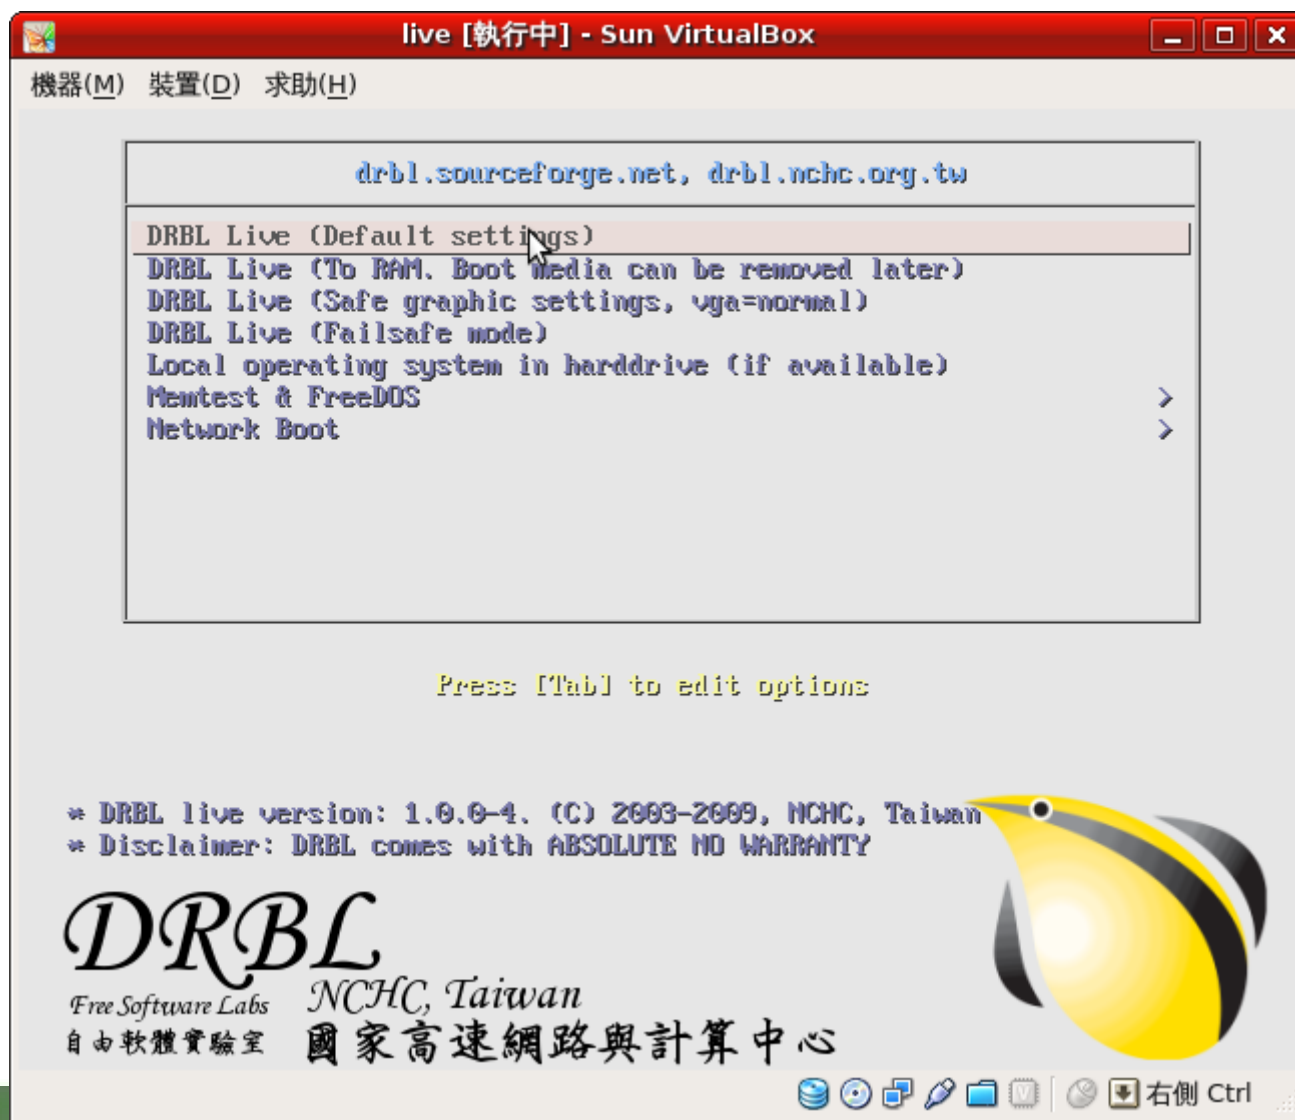 live [執行中] - Sun VirtualBox
機器(M) 裝置(D) 求助(H)
drbl.sourceforge.net, drbl.nchc.org.tw
DRBL Live (Default settings)
DRBL Live (To RAM. Boot media can be removed later)
DRBL Live (Safe graphic settings, vga=normal)
DRBL Live (Failsafe mode)
Local operating system in harddrive (if available)
Memtest & FreeDOS >
Network Boot >
Press [Tab] to edit options
* DRBL live version: 1.0.0-4. (C) 2003-2009, NCHC, Taiwan
* Disclaimer: DRBL comes with ABSOLUTE NO WARRANTY
DRBL
Free Software Labs NCHC, Taiwan
自由軟體實驗室 國家高速網路與計算中心
右側 Ctrl